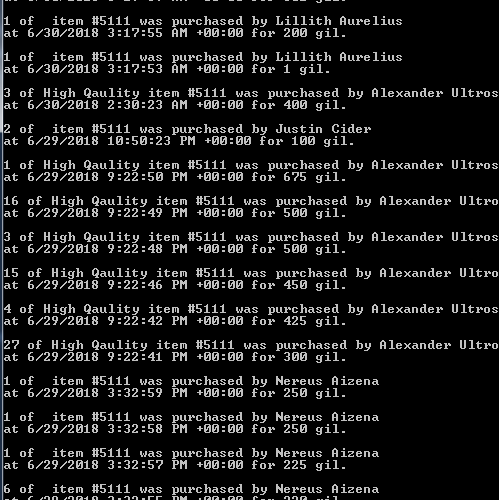 1 of  item #5111 was purchased by Lillith Aurelius
at 6/30/2018 3:17:55 AM +00:00 for 200 gil.
1 of  item #5111 was purchased by Lillith Aurelius
at 6/30/2018 3:17:53 AM +00:00 for 1 gil.
3 of High Qaulity item #5111 was purchased by Alexander Ultros
at 6/30/2018 2:30:23 AM +00:00 for 400 gil.
2 of  item #5111 was purchased by Justin Cider
at 6/29/2018 10:50:23 PM +00:00 for 100 gil.
1 of High Qaulity item #5111 was purchased by Alexander Ultros
at 6/29/2018 9:22:50 PM +00:00 for 675 gil.
16 of High Qaulity item #5111 was purchased by Alexander Ultro
at 6/29/2018 9:22:49 PM +00:00 for 500 gil.
3 of High Qaulity item #5111 was purchased by Alexander Ultros
at 6/29/2018 9:22:48 PM +00:00 for 500 gil.
15 of High Qaulity item #5111 was purchased by Alexander Ultro
at 6/29/2018 9:22:46 PM +00:00 for 450 gil.
4 of High Qaulity item #5111 was purchased by Alexander Ultros
at 6/29/2018 9:22:42 PM +00:00 for 425 gil.
27 of High Qaulity item #5111 was purchased by Alexander Ultro
at 6/29/2018 9:22:41 PM +00:00 for 300 gil.
1 of  item #5111 was purchased by Nereus Aizena
at 6/29/2018 3:32:59 PM +00:00 for 250 gil.
1 of  item #5111 was purchased by Nereus Aizena
at 6/29/2018 3:32:58 PM +00:00 for 250 gil.
1 of  item #5111 was purchased by Nereus Aizena
at 6/29/2018 3:32:57 PM +00:00 for 225 gil.
6 of  item #5111 was purchased by Nereus Aizena